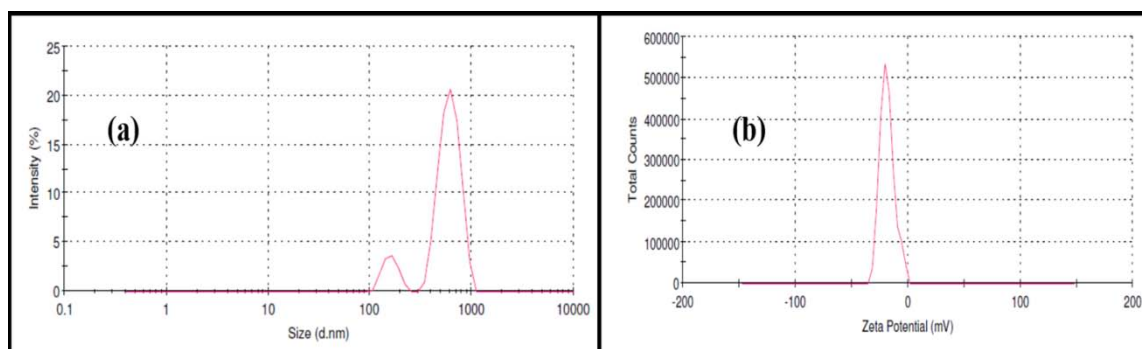 (a)
Intensity (%)
25
20
15
10
5
0
0.1 1 10 100 1000 10000
Size (d.nm)
(b)
Total Counts
600000
500000
400000
300000
200000
100000
0
-200 -100 0 100 200
Zeta Potential (mV)